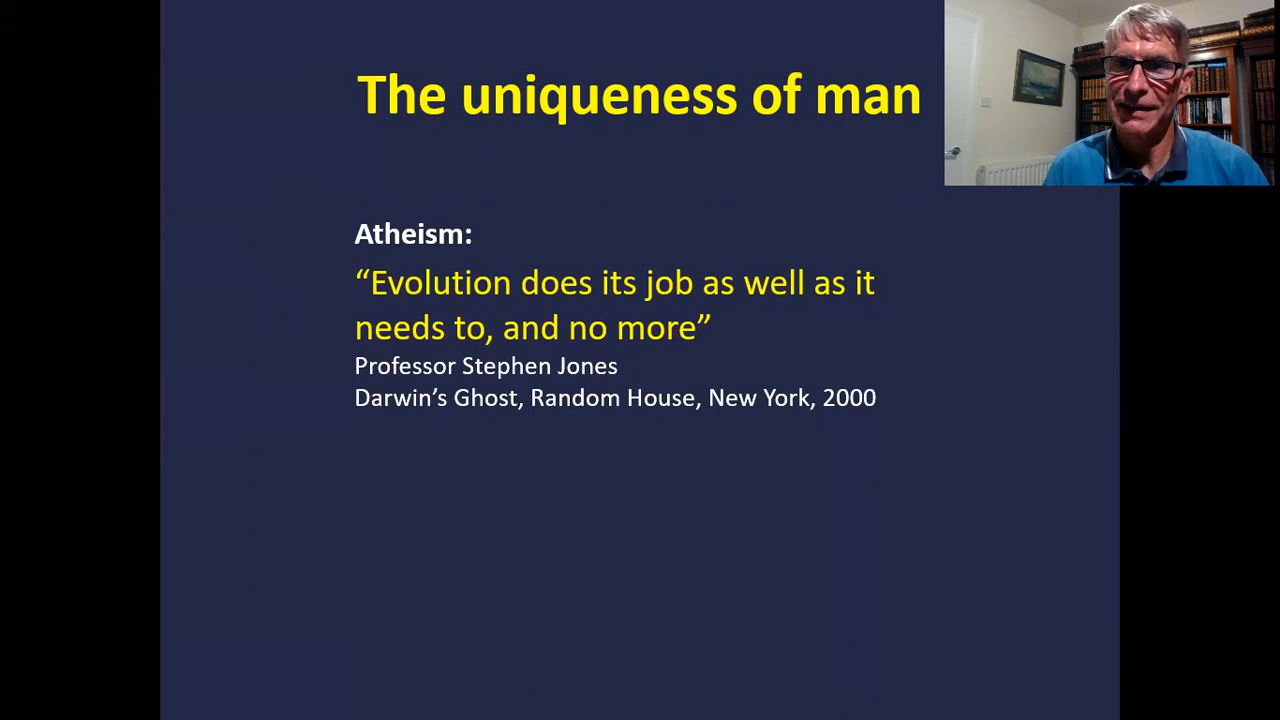 The uniqueness of man
Atheism:
“Evolution does its job as well as it
needs to, and no more”
Professor Stephen Jones
Darwin’s Ghost, Random House, New York, 2000